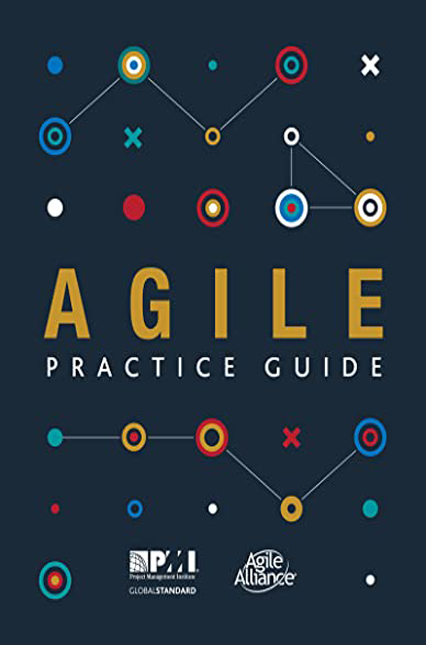 AGILE
PRACTICE GUIDE
PMI
Project Management Institute
GLOBALSTANDARD
Agile
Alliance®